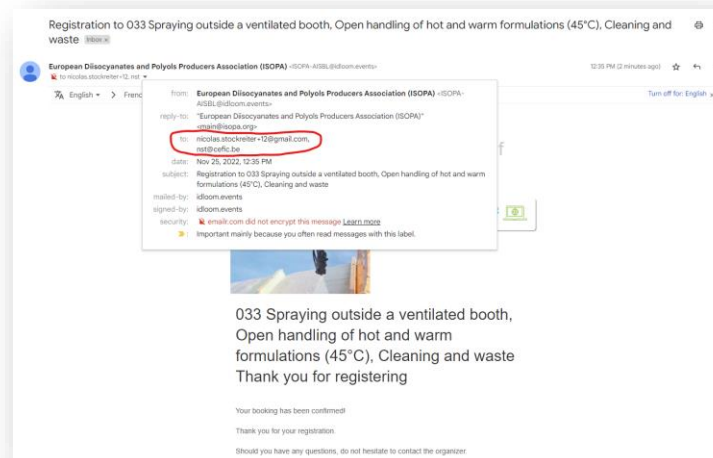 Registration to 033 Spraying outside a ventilated booth, Open handling of hot and warm formulations (45°C), Cleaning and
waste Inbox ×
European Diisocyanates and Polyols Producers Association (ISOPA) <ISOPA-AISBL@idloom.events>
12:35 PM (2 minutes ago)
to nicolas.stockreiter+12, nst
English > Frenc
Turn off for: English
from: European Diisocyanates and Polyols Producers Association (ISOPA) <ISOPA-
AISBL@idloom.events>
reply-to: "European Diisocyanates and Polyols Producers Association (ISOPA)"
<main@isopa.org>
to: nicolas.stockreiter+12@gmail.com,
nst@cefic.be
date: Nov 25, 2022, 12:35 PM
subject: Registration to 033 Spraying outside a ventilated booth, Open handling of hot and warm
formulations (45°C), Cleaning and waste
mailed-by: idloom.events
signed-by: idloom.events
security: emailr.com did not encrypt this message Learn more
Important mainly because you often read messages with this label.
f
033 Spraying outside a ventilated booth,
Open handling of hot and warm
formulations (45°C), Cleaning and waste
Thank you for registering
Your booking has been confirmed!
Thank you for your registration.
Should you have any questions, do not hesitate to contact the organizer.